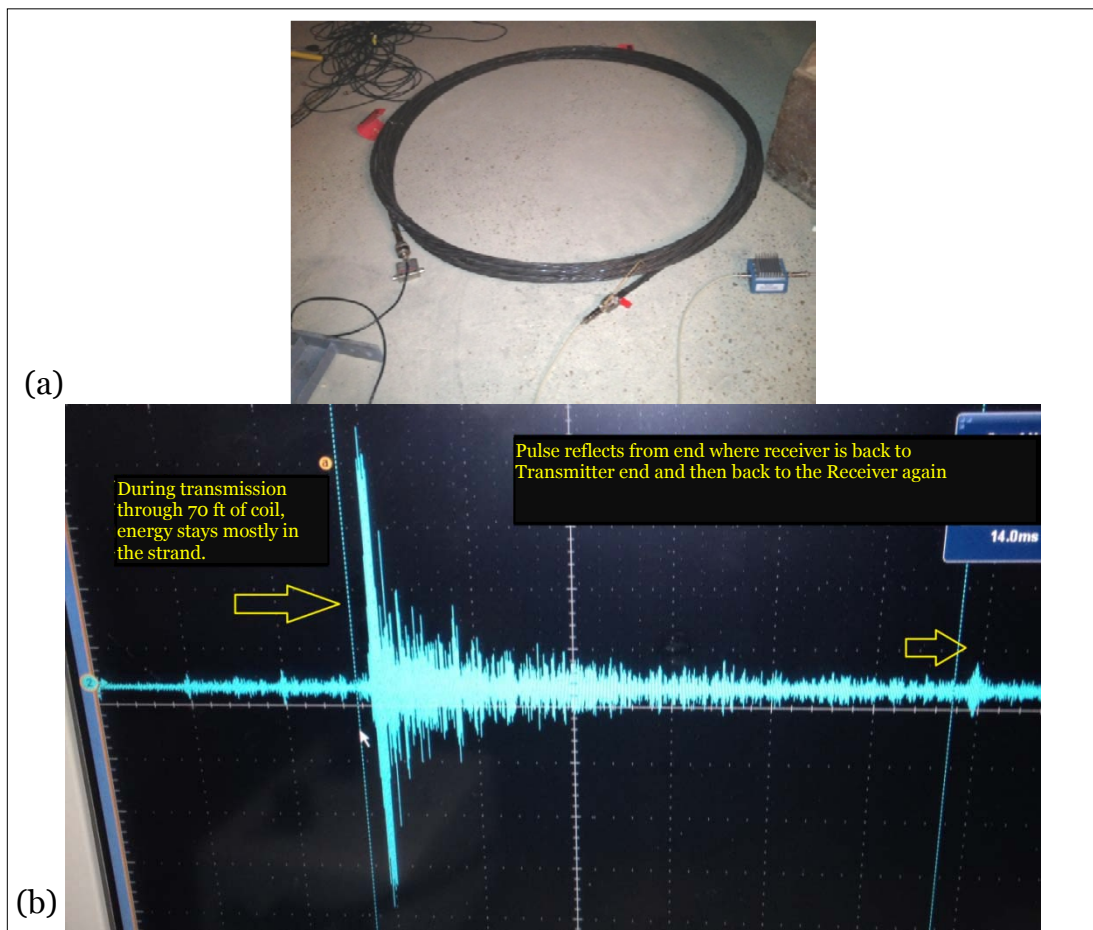 (a)
a
During transmission
through 70 ft of coil,
energy stays mostly in
the strand.
Pulse reflects from end where receiver is back to
Transmitter end and then back to the Receiver again
14.0ms
2
(b)